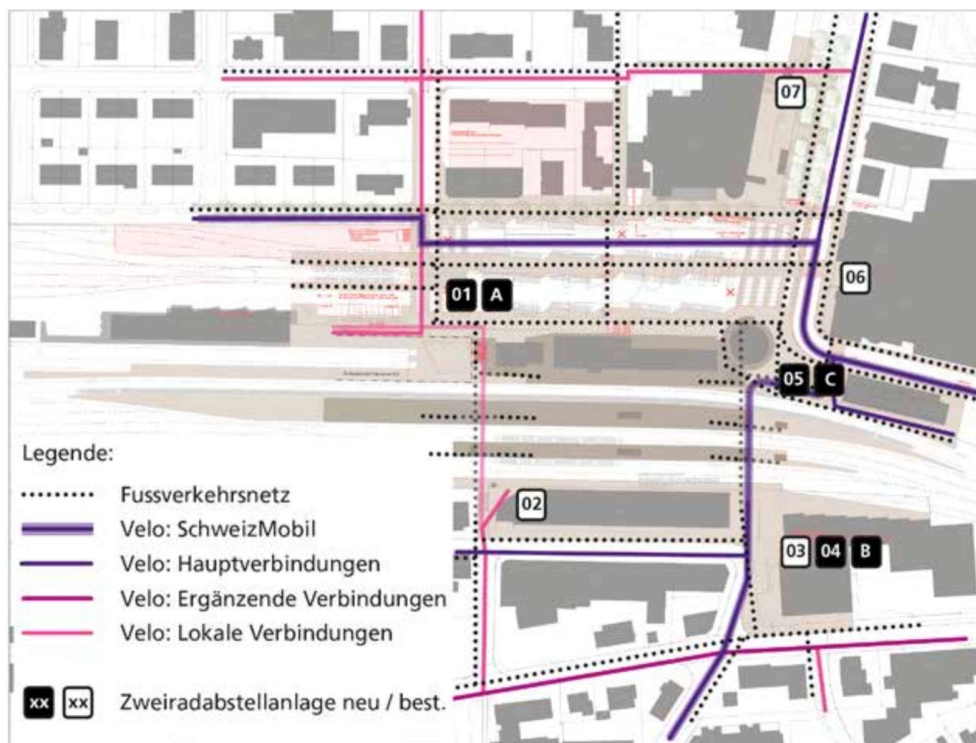 07
06
01 A
05 C
02
03 04 B
Legende:
Fussverkehrsnetz
Velo: SchweizMobil
Velo: Hauptverbindungen
Velo: Ergänzende Verbindungen
Velo: Lokale Verbindungen
xx xx Zweiradabstellanlage neu / best.